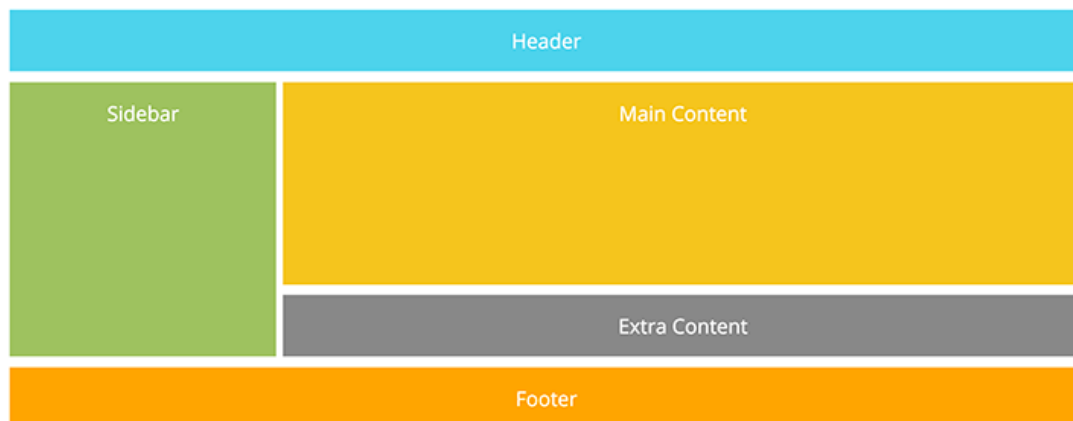 Header
Sidebar
Main Content
Extra Content
Footer